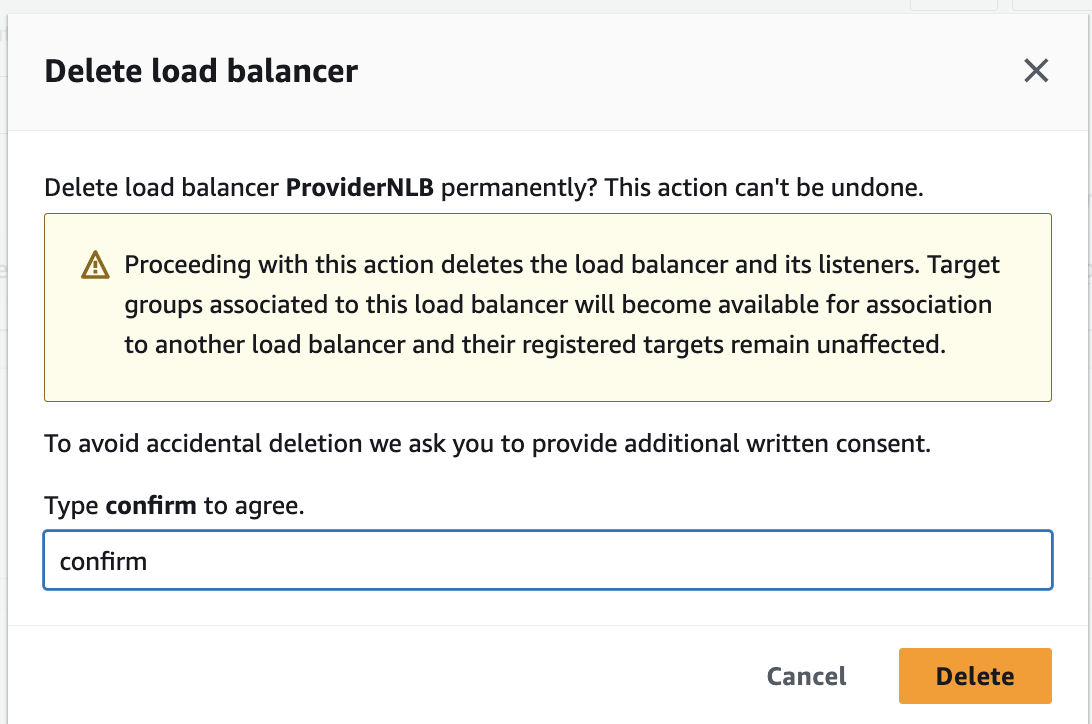 Delete load balancer
Delete load balancer ProviderNLB permanently? This action can't be undone.
Proceeding with this action deletes the load balancer and its listeners. Target
groups associated to this load balancer will become available for association
to another load balancer and their registered targets remain unaffected.
To avoid accidental deletion we ask you to provide additional written consent.
Type confirm to agree.
confirm
Cancel
Delete